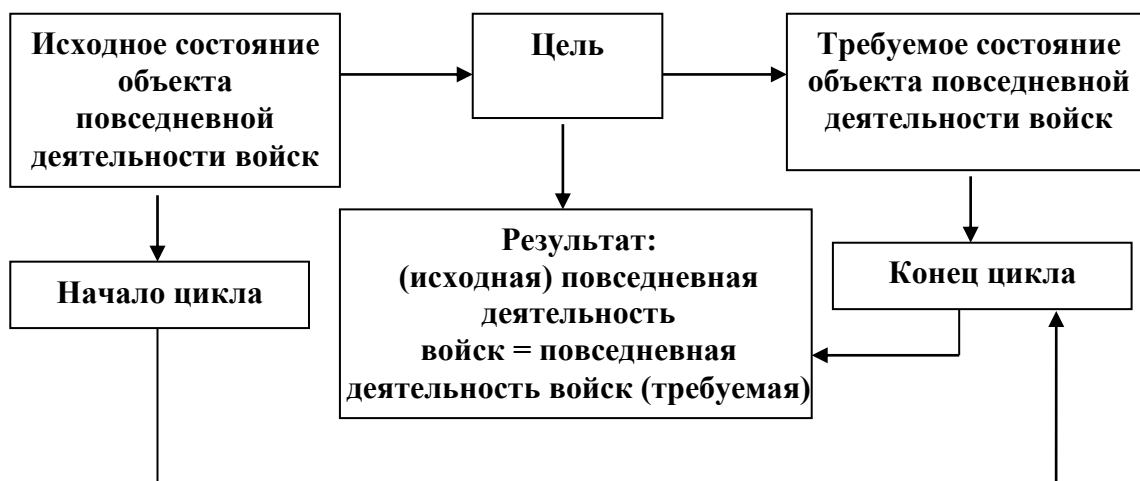 Исходное состояние
объекта
повседневной
деятельности войск
Цель
Требуемое состояние
объекта повседневной
деятельности войск
Начало цикла
Результат:
(исходная) повседневная
деятельность
войск = повседневная
деятельность войск (требуемая)
Конец цикла